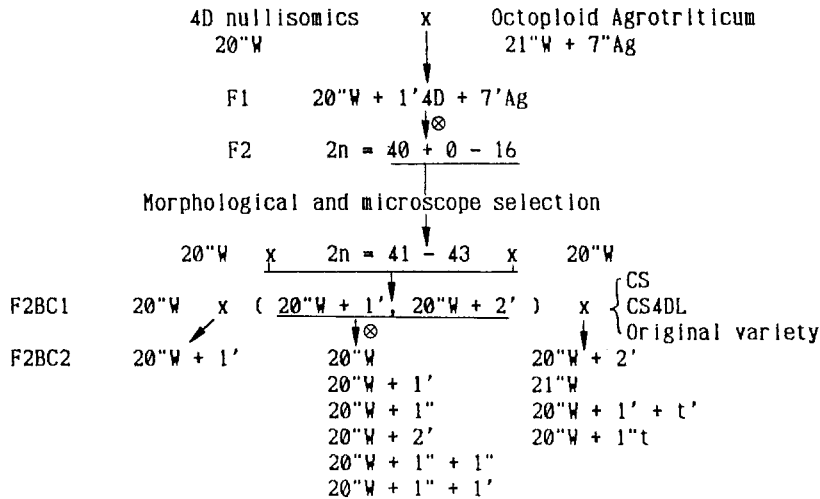 4D nullisomics x Octoploid Agrotriticum
20"W 21"W + 7"Ag
F1 20"W + 1'4D + 7'Ag
⊗
F2 2n = 40 + 0 - 16
Morphological and microscope selection
20"W x 2n = 41 - 43 x 20"W
CS
F2BC1 20"W x ( 20"W + 1', 20"W + 2' ) x CS4DL
Original variety
⊗
F2BC2 20"W + 1' 20"W 20"W + 2'
20"W + 1' 21"W
20"W + 1" 20"W + 1' + t'
20"W + 2' 20"W + 1"t
20"W + 1" + 1"
20"W + 1" + 1'